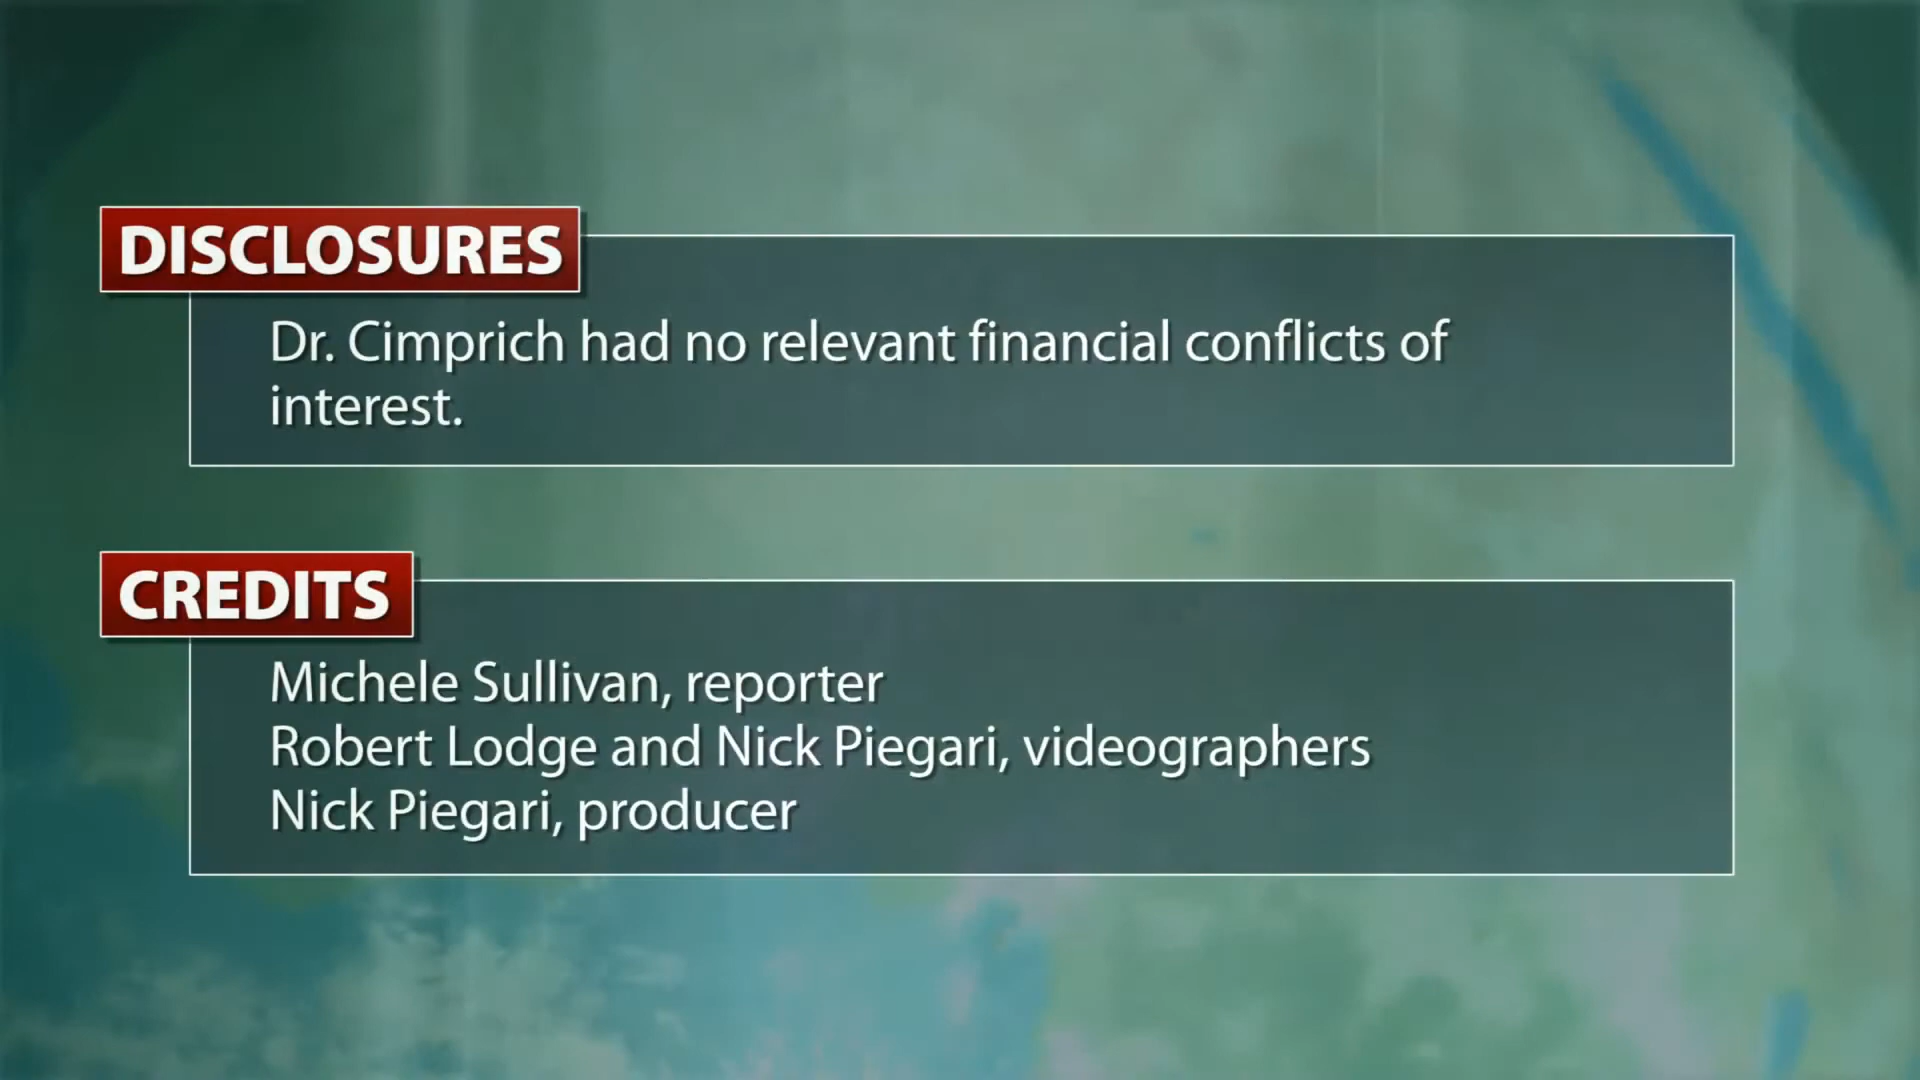 DISCLOSURES
Dr. Cimprich had no relevant financial conflicts of
interest.
CREDITS
Michele Sullivan, reporter
Robert Lodge and Nick Piegari, videographers
Nick Piegari, producer